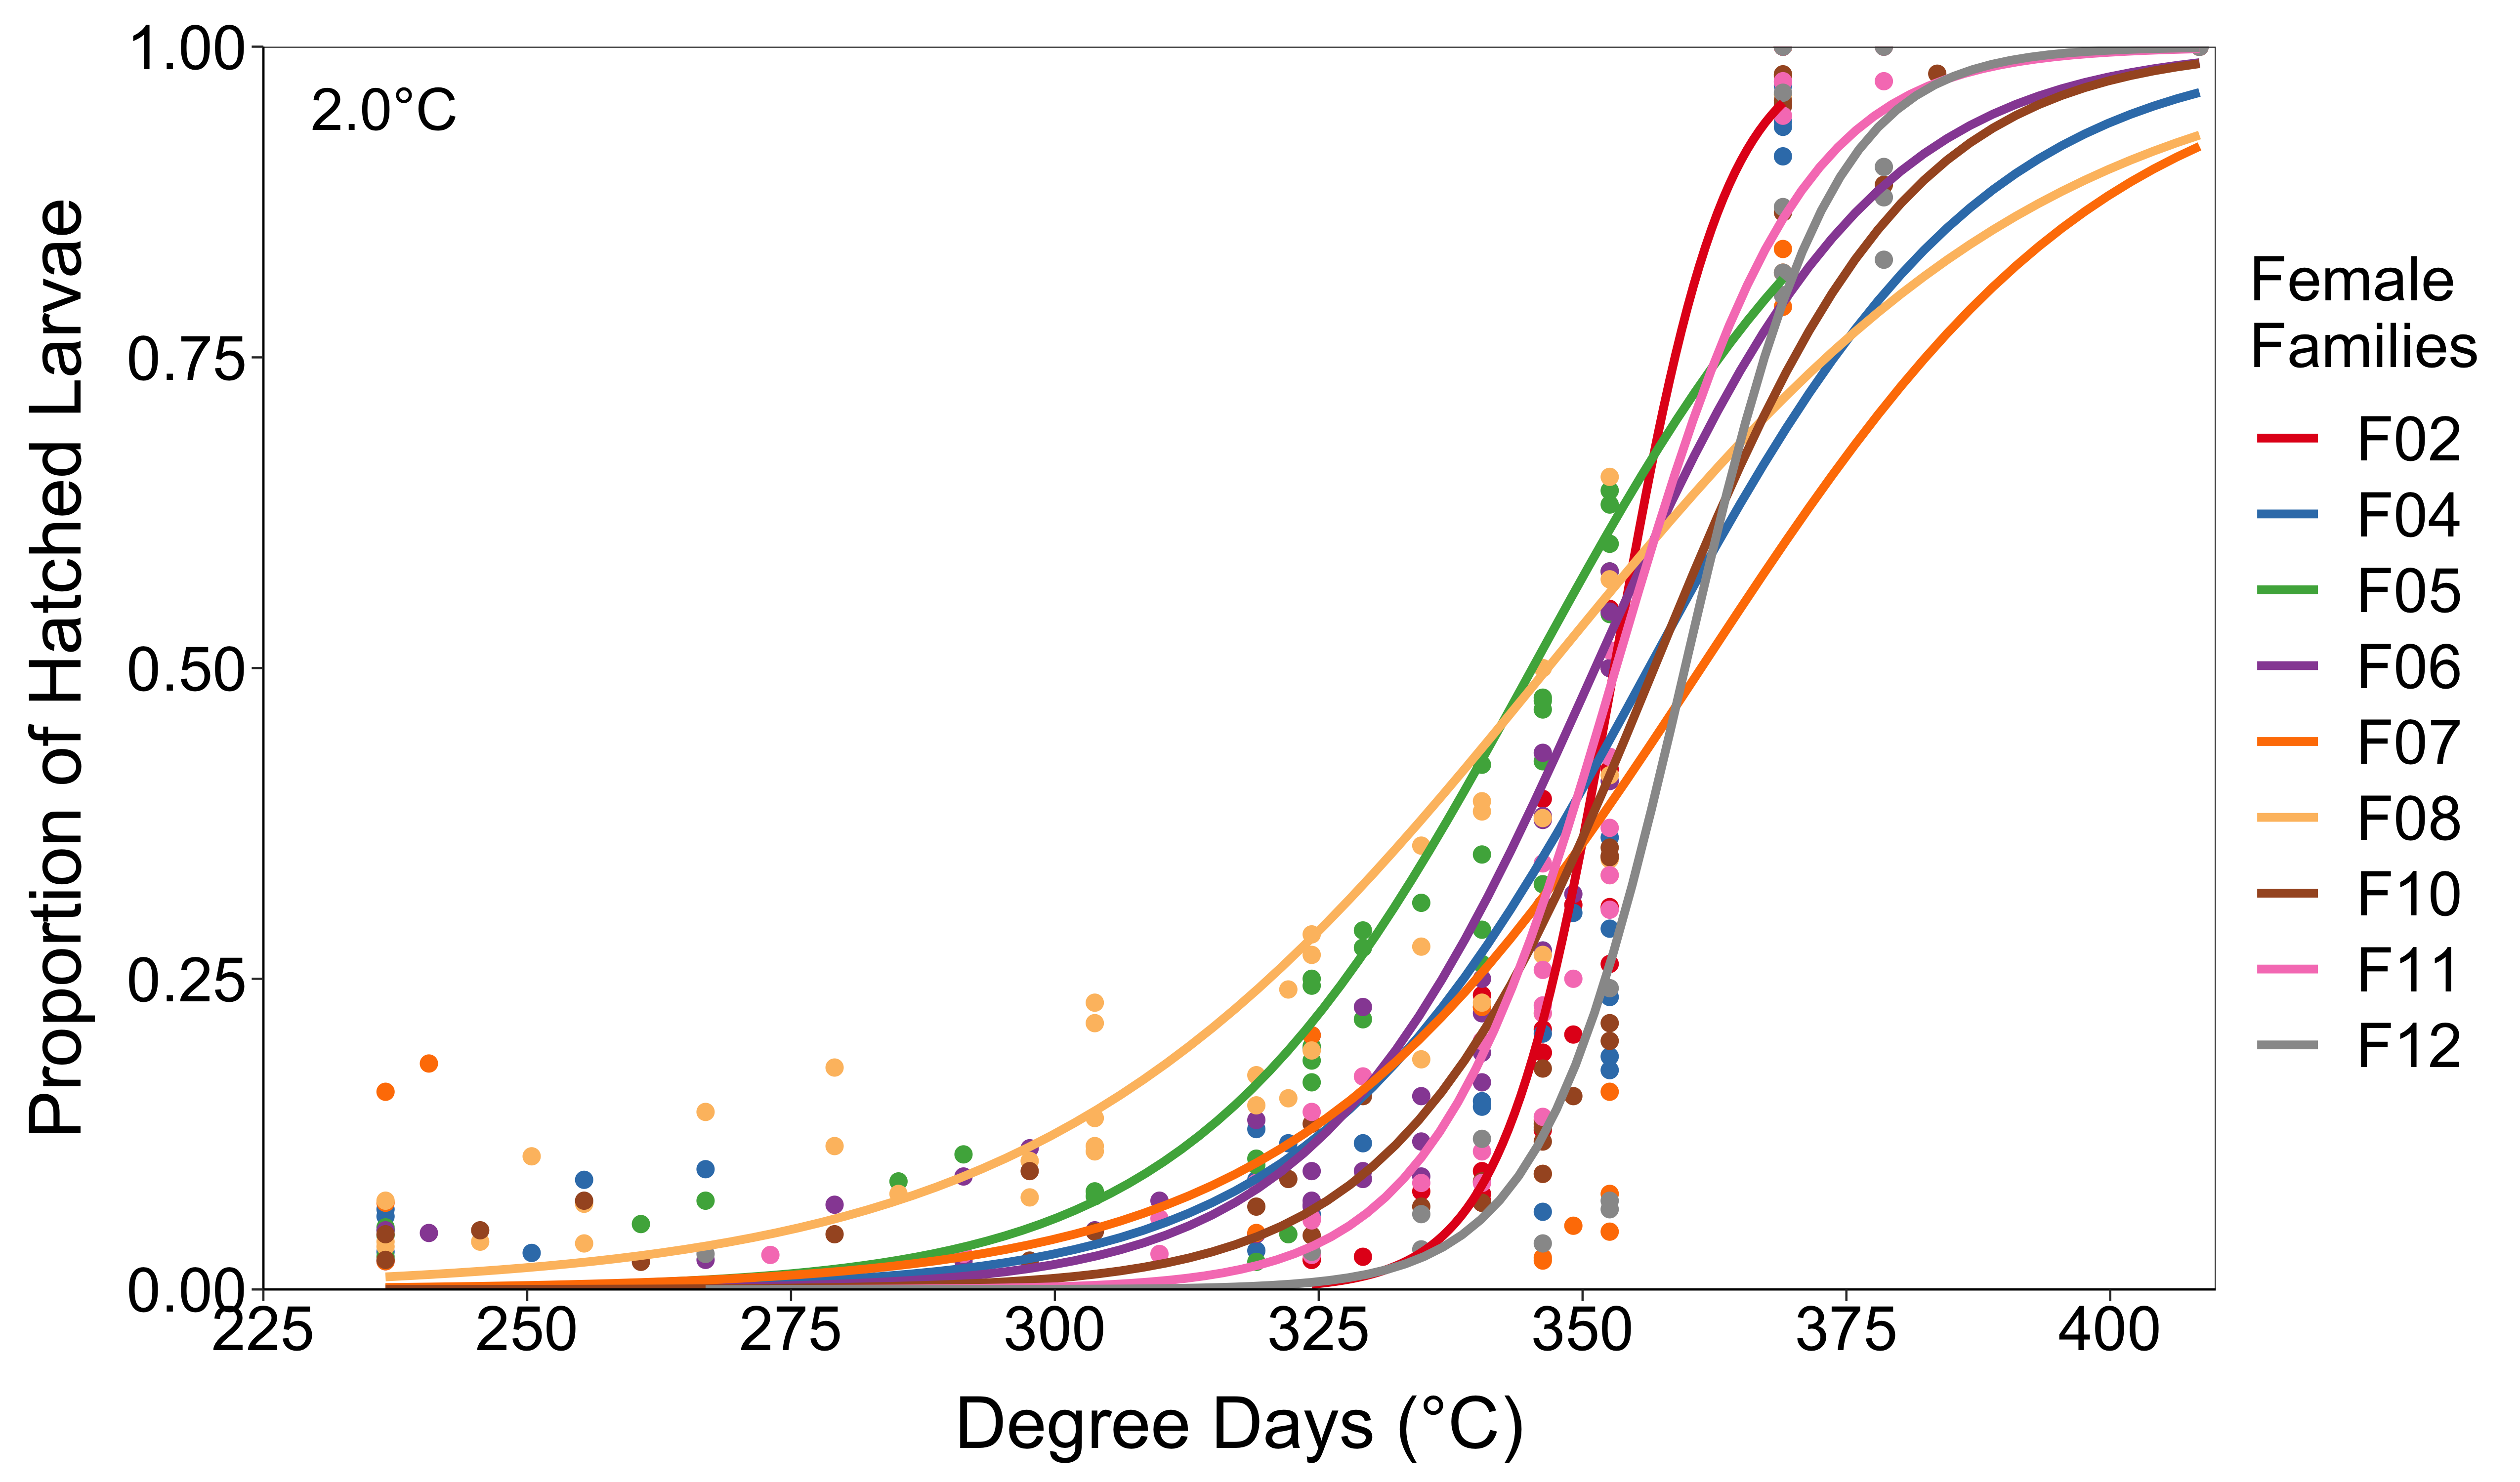 1.00
2.0°C
0.75
0.50
0.25
0.00
Proportion of Hatched Larvae
225 250 275 300 325 350 375 400
Degree Days (°C)
Female
Families
F02
F04
F05
F06
F07
F08
F10
F11
F12